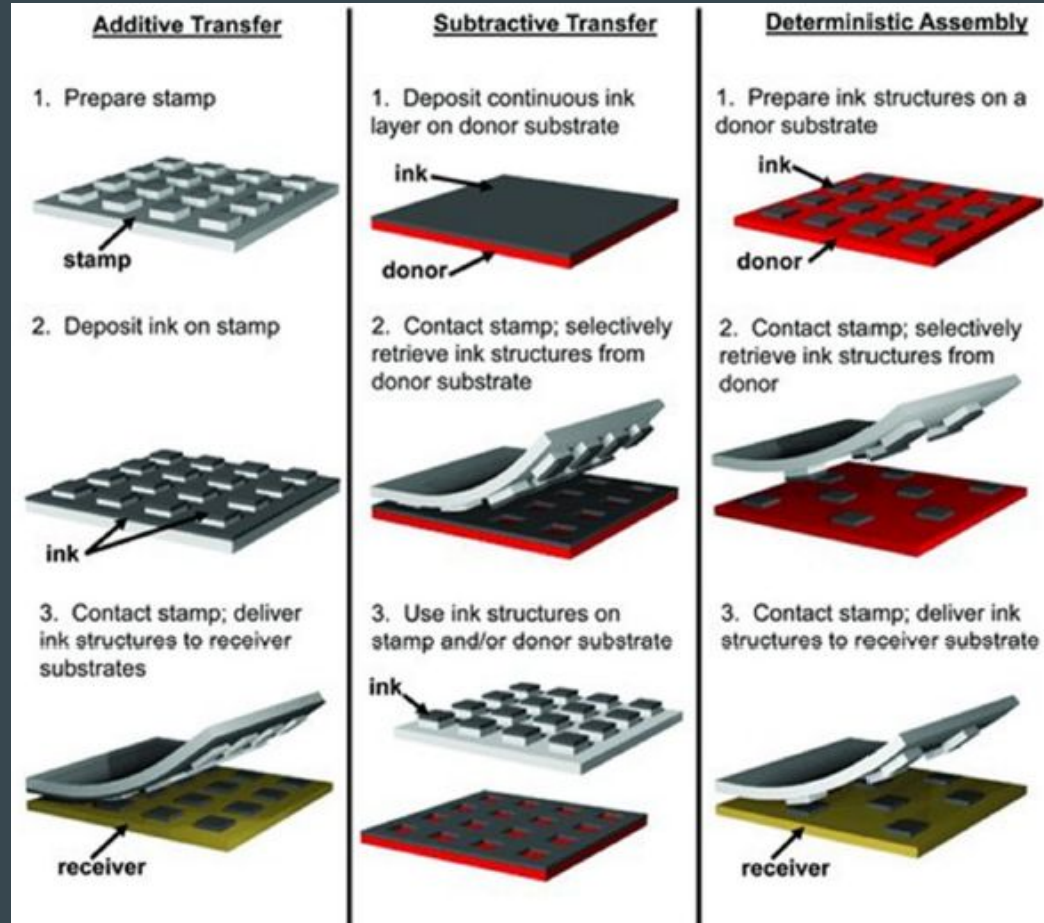 Additive Transfer
1. Prepare stamp
stamp
2. Deposit ink on stamp
ink
3. Contact stamp; deliver
ink structures to receiver
substrates
receiver
Subtractive Transfer
1. Deposit continuous ink
layer on donor substrate
ink
donor
2. Contact stamp; selectively
retrieve ink structures from
donor substrate
3. Use ink structures on
stamp and/or donor substrate
ink
Deterministic Assembly
1. Prepare ink structures on a
donor substrate
ink
donor
2. Contact stamp; selectively
retrieve ink structures from
donor
3. Contact stamp; deliver ink
structures to receiver substrate
receiver